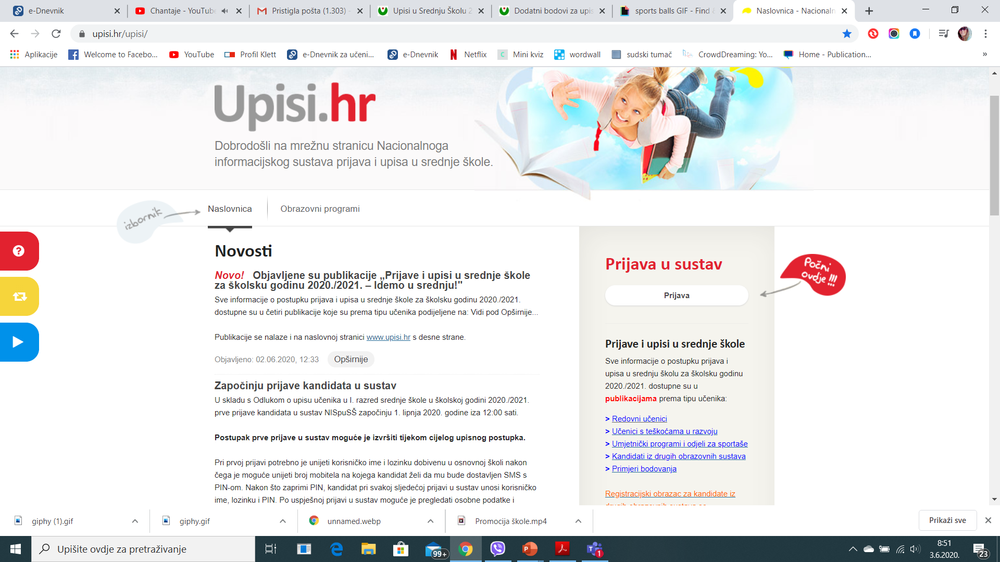 e-Dnevnik
Chantaje - YouTube
Pristigla pošta (1.303) -
Upisi u Srednju Školu 2
Dodatni bodovi za upis
sports balls GIF - Find &
Naslovnica - Nacionaln
upisi.hr/upisi/
Aplikacije
Welcome to Facebo...
YouTube
Profil Klett
e-Dnevnik za učeni...
e-Dnevnik
Netflix
Mini kviz
wordwall
sudski tumač
CrowdDreaming: Yo...
Home - Publication...
»
Upisi.hr
Dobrodošli na mrežnu stranicu Nacionalnoga
informacijskog sustava prijava i upisa u srednje škole.
izbornik
Naslovnica
Obrazovni programi
Novosti
Novo! Objavljene su publikacije „Prijave i upisi u srednje škole
za školsku godinu 2020./2021. – Idemo u srednju!"
Sve informacije o postupku prijava i upisa u srednje škole za školsku godinu 2020./2021.
dostupne su u četiri publikacije koje su prema tipu učenika podijeljene na: Vidi pod Opširnije...
Publikacije se nalaze i na naslovnoj stranici www.upisi.hr s desne strane.
Objavljeno: 02.06.2020, 12:33
Opširnije
Započinju prijave kandidata u sustav
U skladu s Odlukom o upisu učenika u I. razred srednje škole u školskoj godini 2020./2021.
prve prijave kandidata u sustav NISpuSŠ započinju 1. lipnja 2020. godine iza 12:00 sati.
Postupak prve prijave u sustav moguće je izvršiti tijekom cijelog upisnog postupka.
Pri prvoj prijavi potrebno je unijeti korisničko ime i lozinku dobivenu u osnovnoj školi nakon
čega je moguće unijeti broj mobitela na kojega kandidat želi da mu bude dostavljen SMS s
PIN-om. Nakon što zaprimi PIN, kandidat pri svakoj sljedećoj prijavi u sustav unosi korisničko
ime, lozinku i PIN. Po uspješnoj prijavi u sustav moguće je pregledati osobne podatke i
Prijava u sustav
Prijava
Počni
ovdje !!!
Prijave i upisi u srednje škole
Sve informacije o postupku prijava i
upisa u srednju školu za školsku godinu
2020./2021. dostupne su u
publikacijama prema tipu učenika:
> Redovni učenici
> Učenici s teškoćama u razvoju
> Umjetnički programi i odjeli za sportaše
> Kandidati iz drugih obrazovnih sustava
> Primjeri bodovanja
Registracijski obrazac za kandidate iz
giphy (1).gif
giphy.gif
unnamed.webp
Promocija škole.mp4
Prikaži sve
Upišite ovdje za pretraživanje
99+
1
8:51
3.6.2020.
23